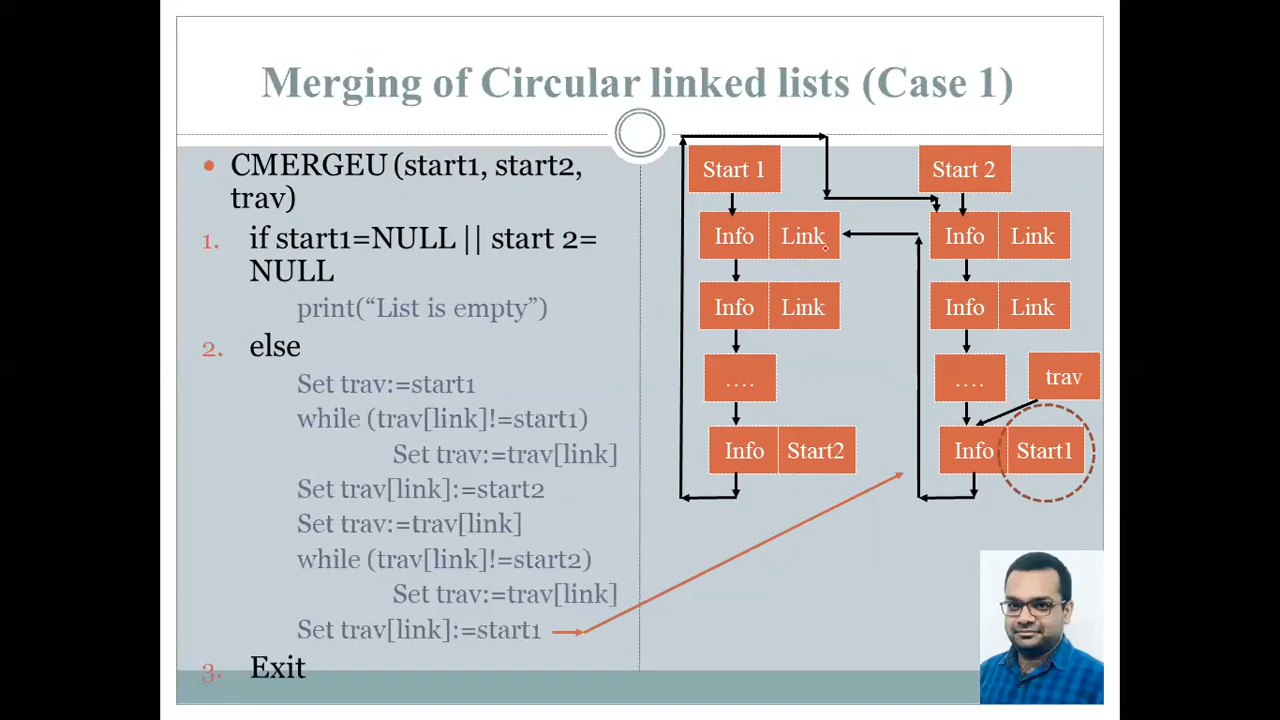 Merging of Circular linked lists (Case 1)
• CMERGEU (start1, start2,
trav)
1. if start1=NULL || start 2=
NULL
print(“List is empty”)
2. else
Set trav:=start1
while (trav[link]!=start1)
Set trav:=trav[link]
Set trav[link]:=start2
Set trav:=trav[link]
while (trav[link]!=start2)
Set trav:=trav[link]
Set trav[link]:=start1
3. Exit
Start 1
Info Link
Info Link
....
Info Start2
Start 2
Info Link
Info Link
....
trav
Info Start1